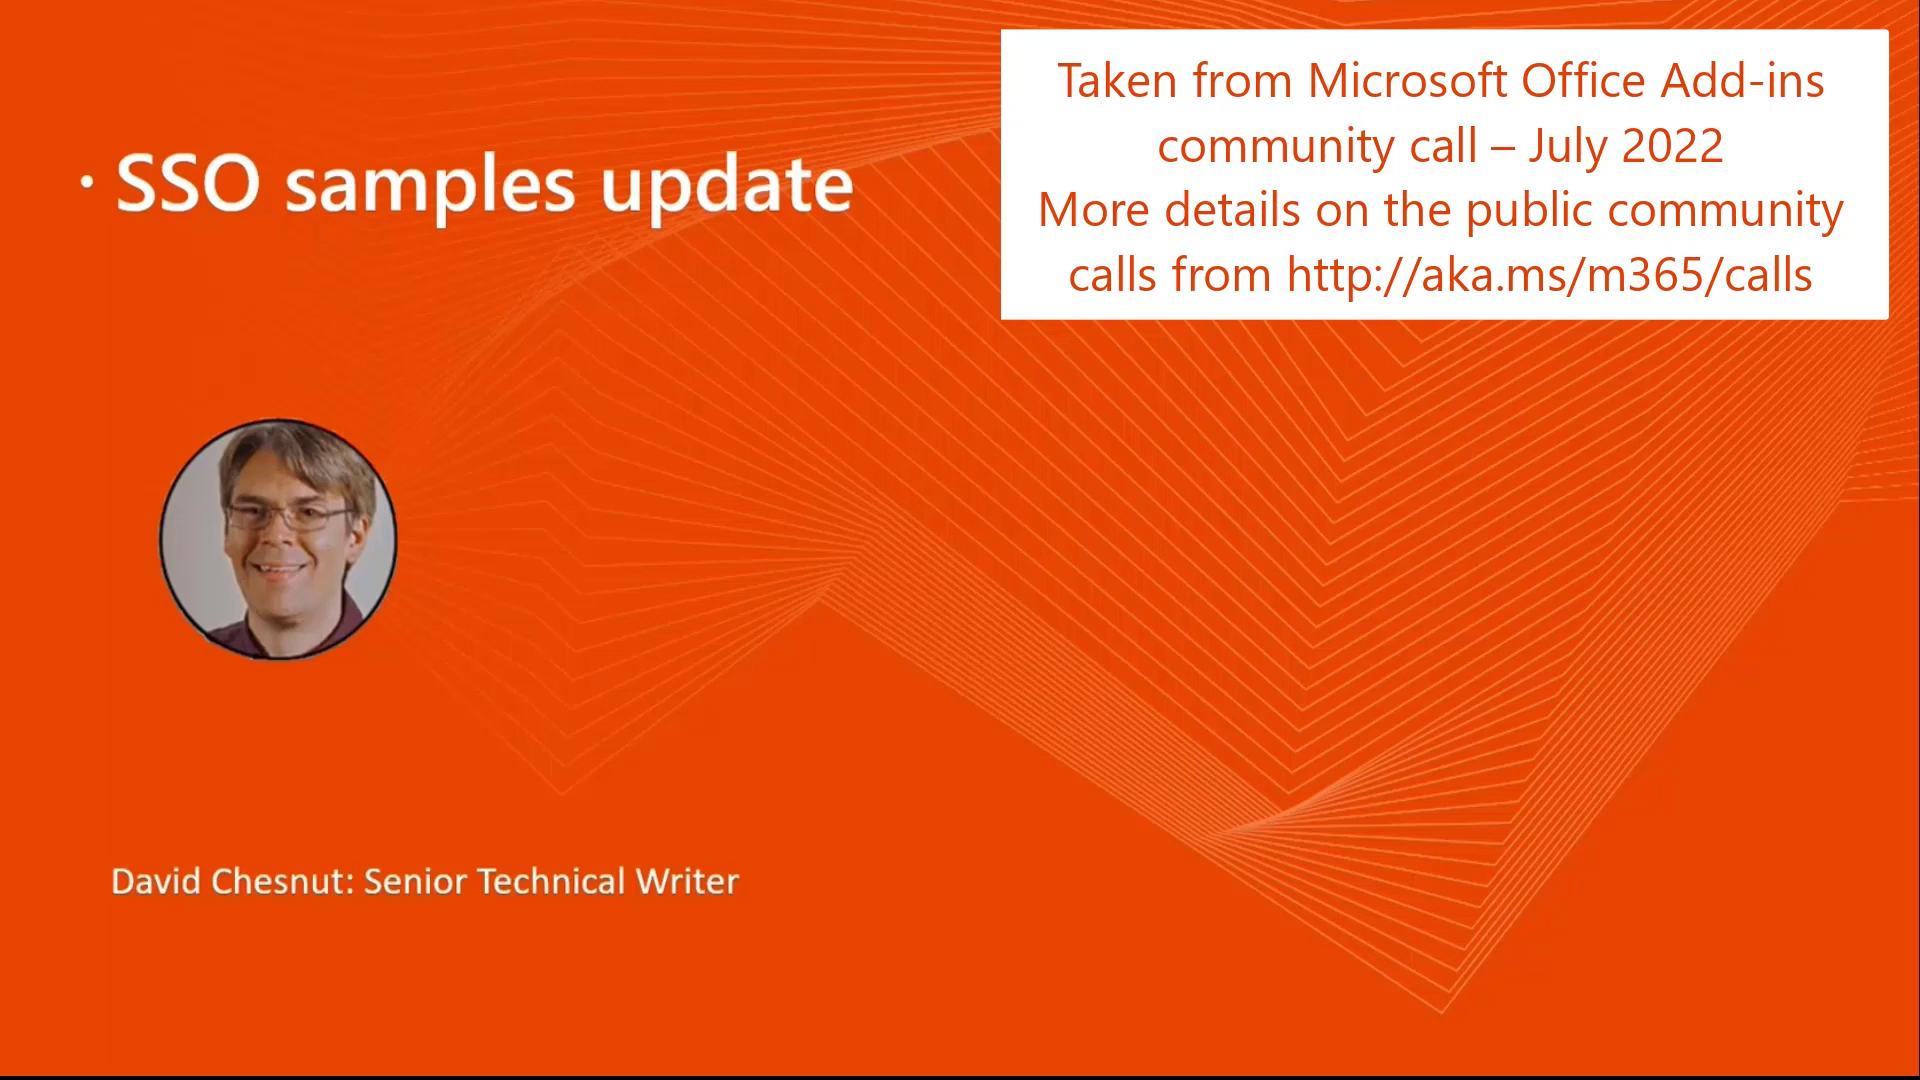 • SSO samples update
Taken from Microsoft Office Add-ins
community call – July 2022
More details on the public community
calls from http://aka.ms/m365/calls
David Chesnut: Senior Technical Writer